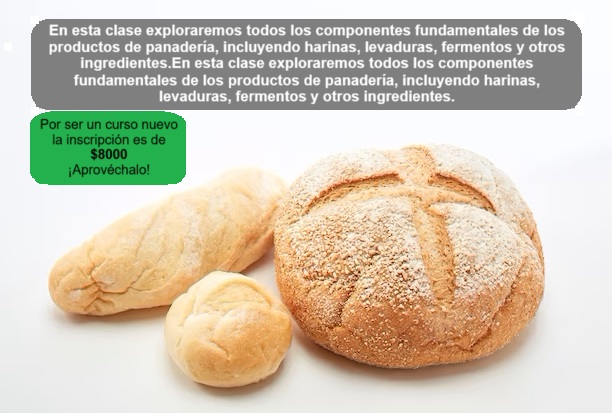 En esta clase exploraremos todos los componentes fundamentales de los
productos de panadería, incluyendo harinas, levaduras, fermentos y otros
ingredientes.En esta clase exploraremos todos los componentes
fundamentales de los productos de panadería, incluyendo harinas,
levaduras, fermentos y otros ingredientes.
Por ser un curso nuevo
la inscripción es de
$8000
¡Aprovéchalo!